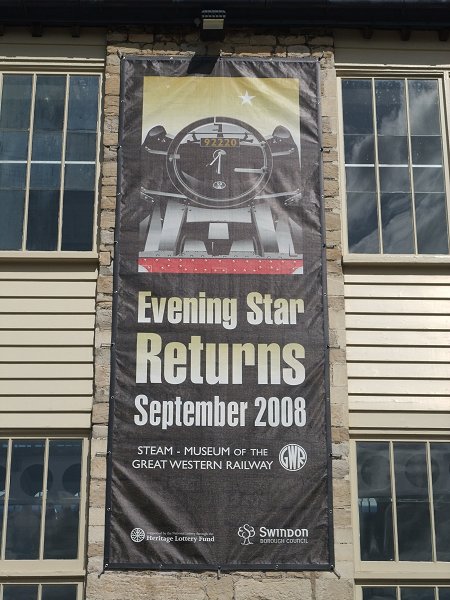 92220
Evening Star
Returns
September 2008
STEAM - MUSEUM OF THE
GREAT WESTERN RAILWAY
GWR
Heritage Lottery Fund
Swindon
BOROUGH COUNCIL